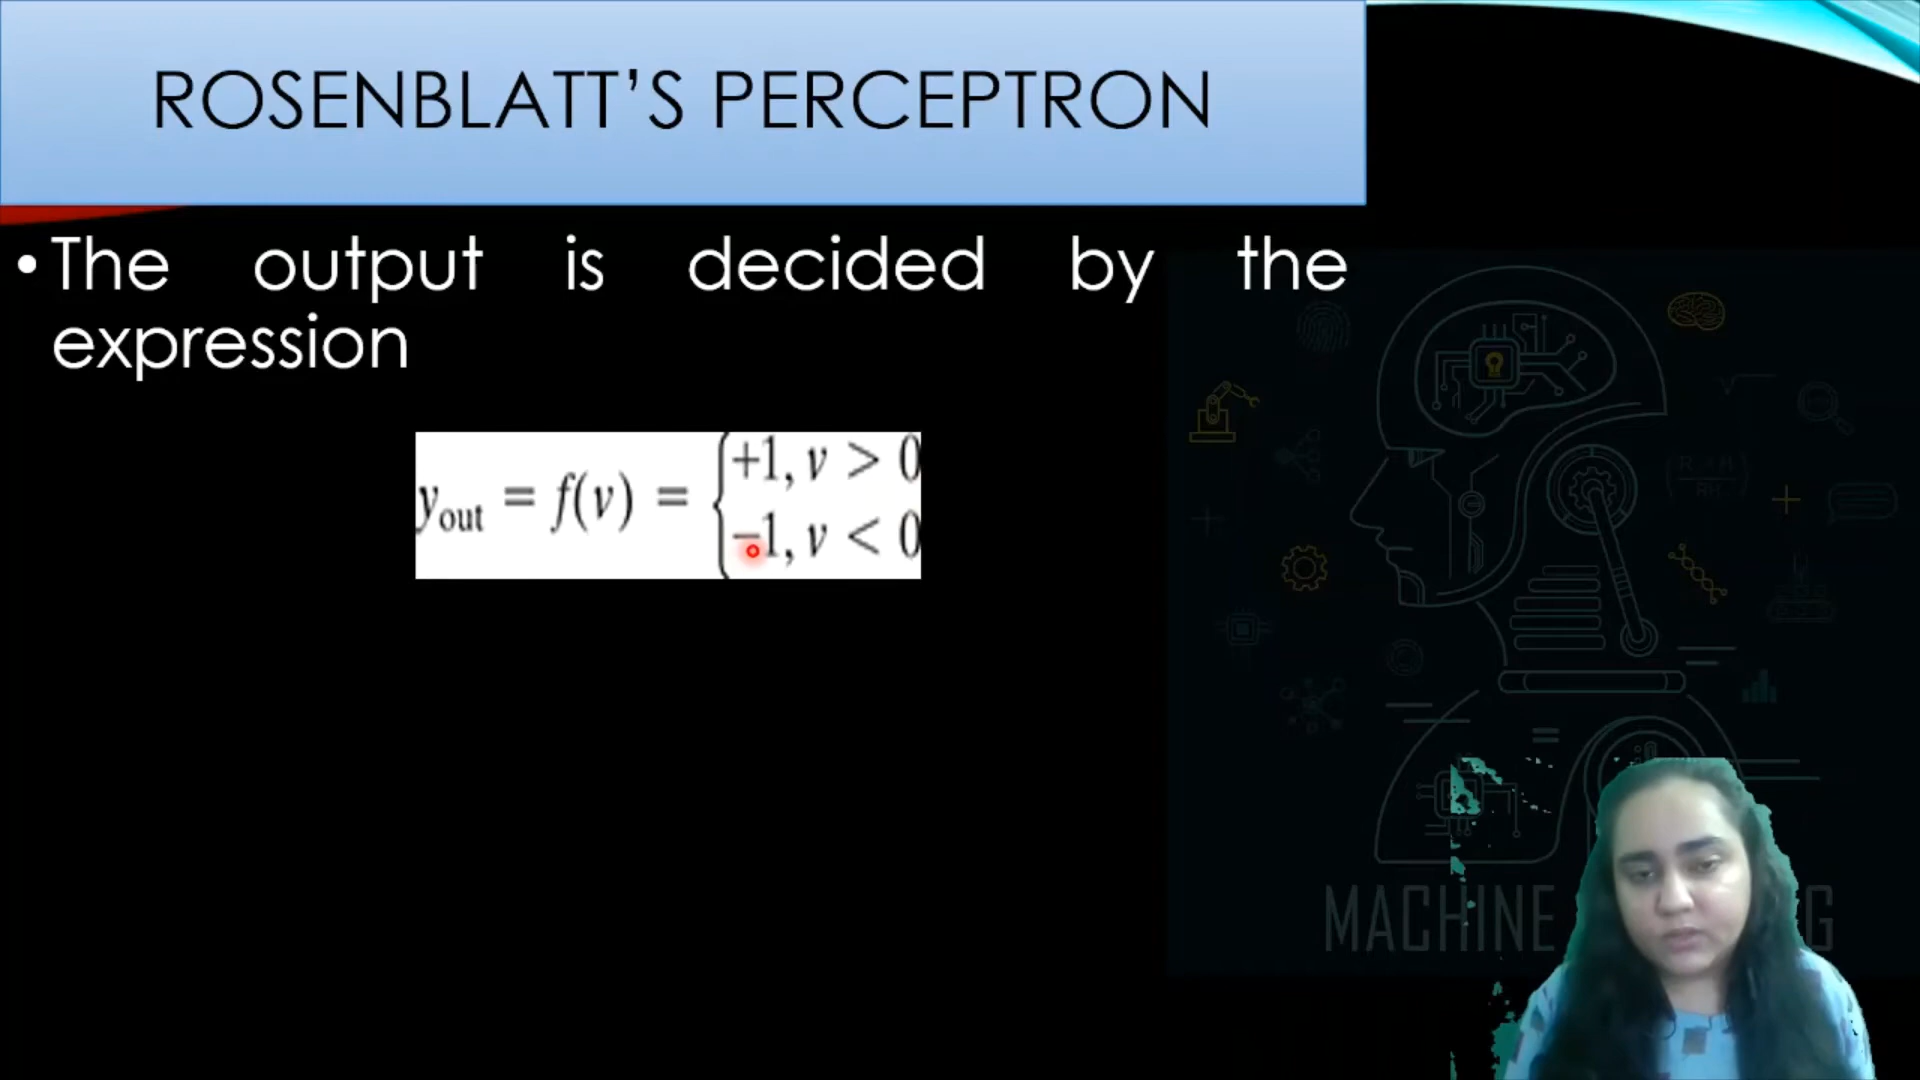 ROSENBLATT’S PERCEPTRON
• The output is decided by the
expression
y_out = f(v) = { +1, v > 0
−1, v < 0
MACHINE G